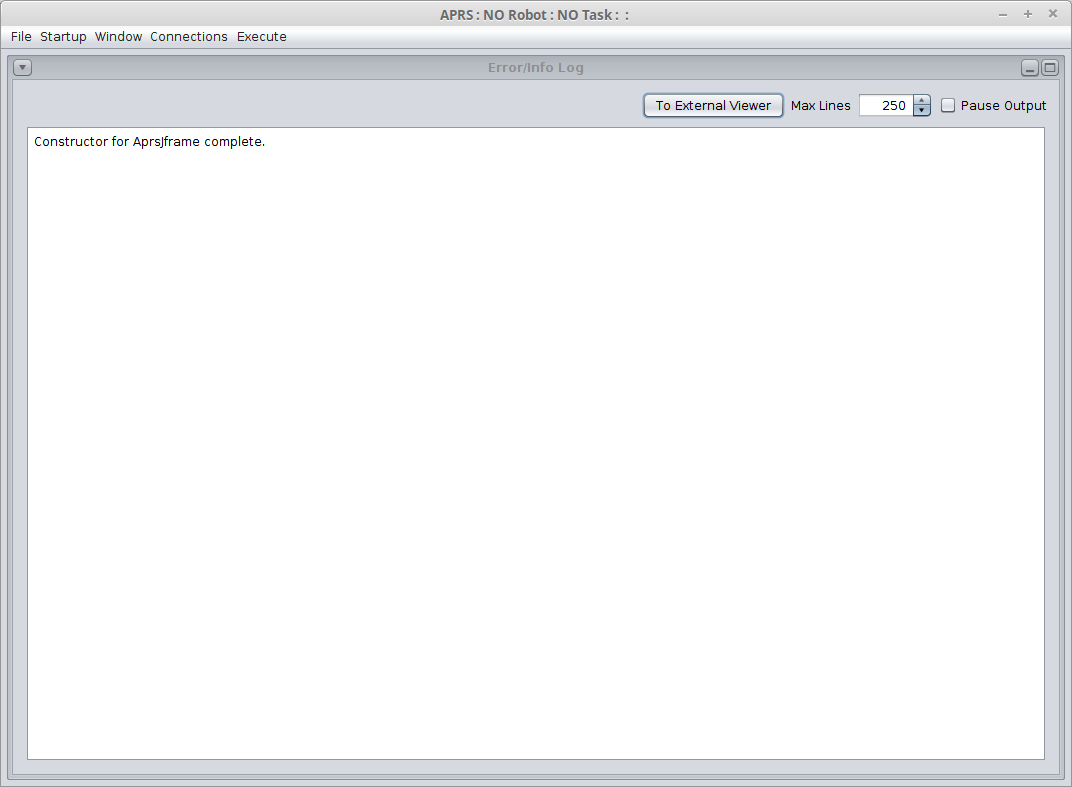 APRS : NO Robot : NO Task : :
File Startup Window Connections Execute
Error/Info Log
To External Viewer Max Lines 250 Pause Output
Constructor for AprsJframe complete.